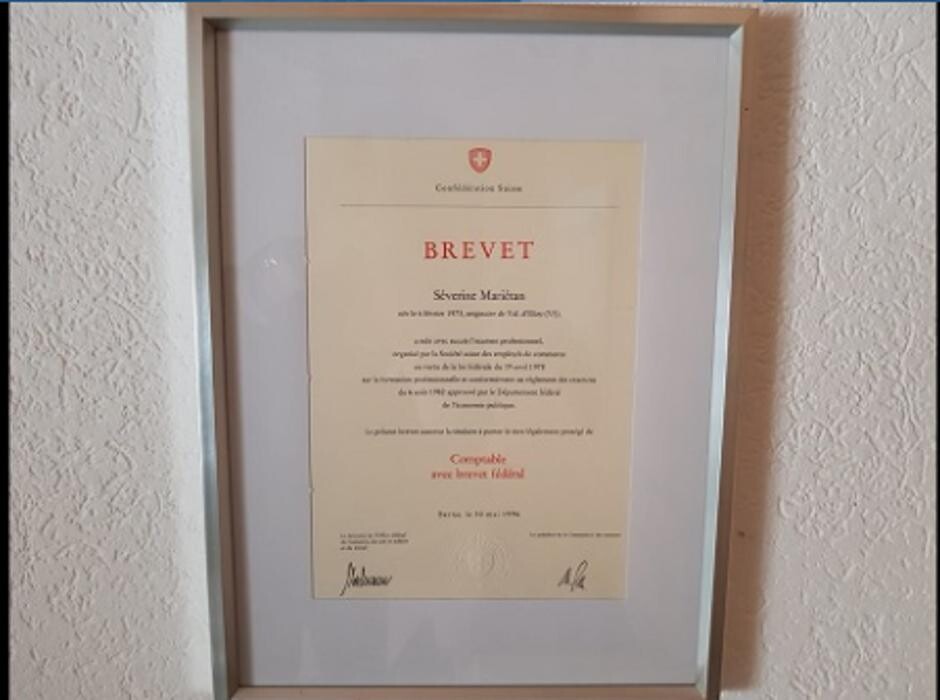 Confédération Suisse
BREVET
Séverine Mariétan
née le 6 février 1973, originaire de Val-d'Illiez (VS),
a subi avec succès l'examen professionnel,
organisé par la Société suisse des employés de commerce
en vertu de la loi fédérale du 19 avril 1978
sur la formation professionnelle et conformément au règlement des examens
du 6 août 1982 approuvé par le Département fédéral
de l'économie publique.
Le présent brevet autorise la titulaire à porter le titre légalement protégé de
Comptable
avec brevet fédéral
Berne, le 10 mai 1996